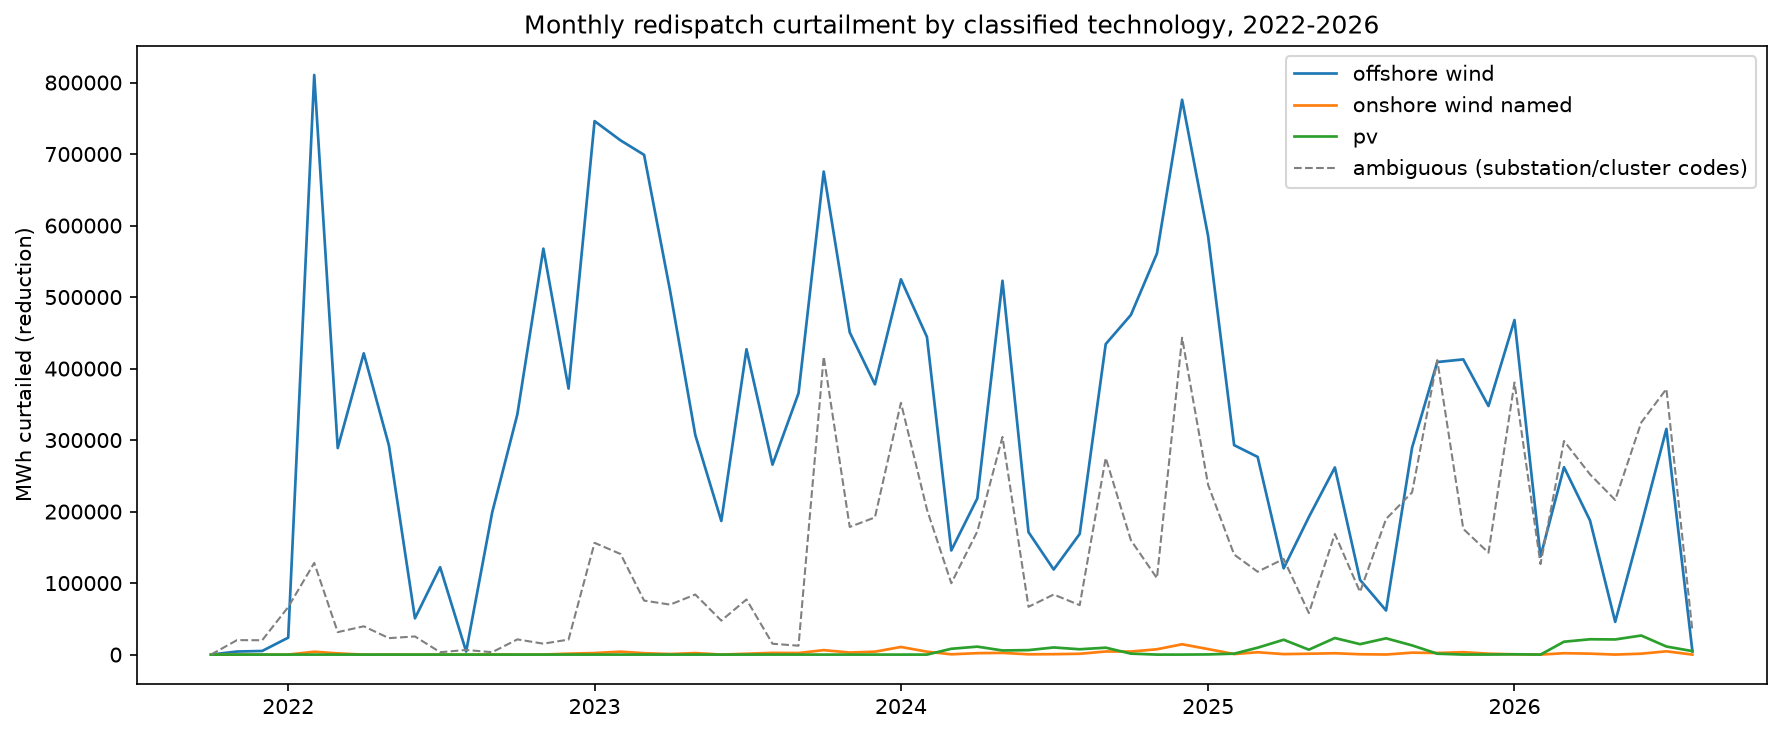 Monthly redispatch curtailment by classified technology, 2022-2026
offshore wind
onshore wind named
pv
ambiguous (substation/cluster codes)
MWh curtailed (reduction)
800000
700000
600000
500000
400000
300000
200000
100000
0
2022
2023
2024
2025
2026